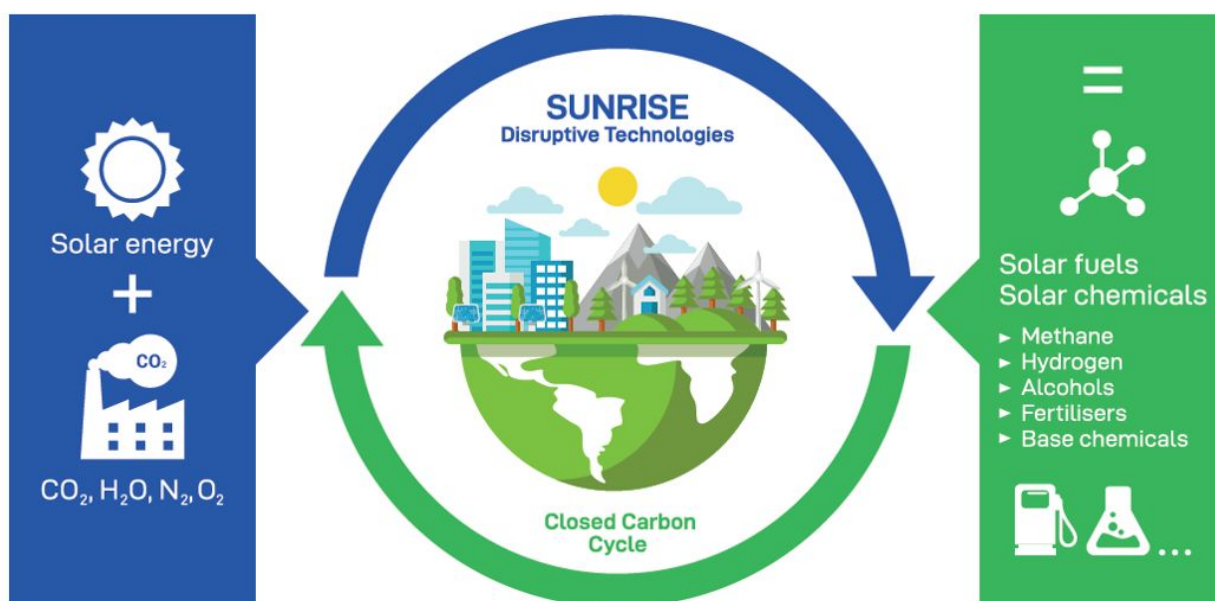 Solar energy
+
CO₂
CO₂, H₂O, N₂, O₂
SUNRISE
Disruptive Technologies
Closed Carbon
Cycle
=
Solar fuels
Solar chemicals
► Methane
► Hydrogen
► Alcohols
► Fertilisers
► Base chemicals
...